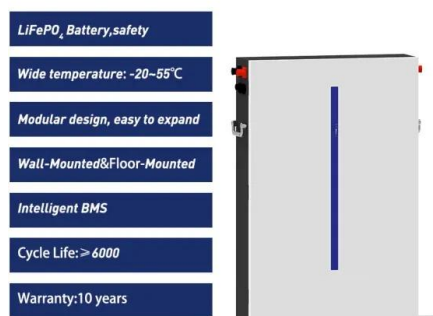 LiFePO₄ Battery,safety
Wide temperature: -20~55℃
Modular design, easy to expand
Wall-Mounted&Floor-Mounted
Intelligent BMS
Cycle Life:≥6000
Warranty:10 years